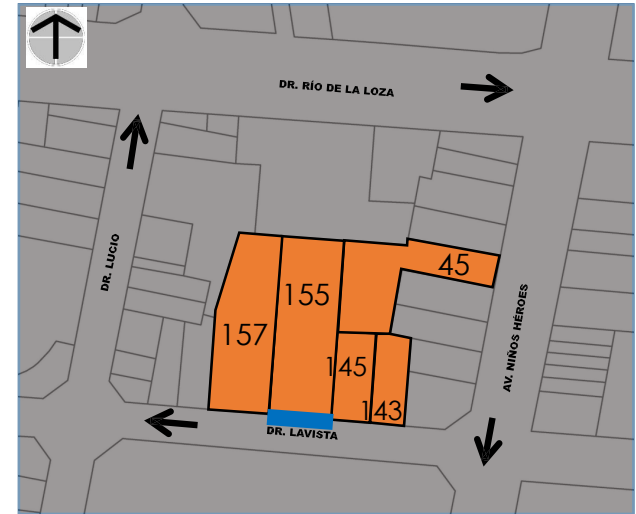 DR. RÍO DE LA LOZA
DR. LUCIO
45
155
157
145
143
AV. NIÑOS HÉROES
DR. LAVISTA